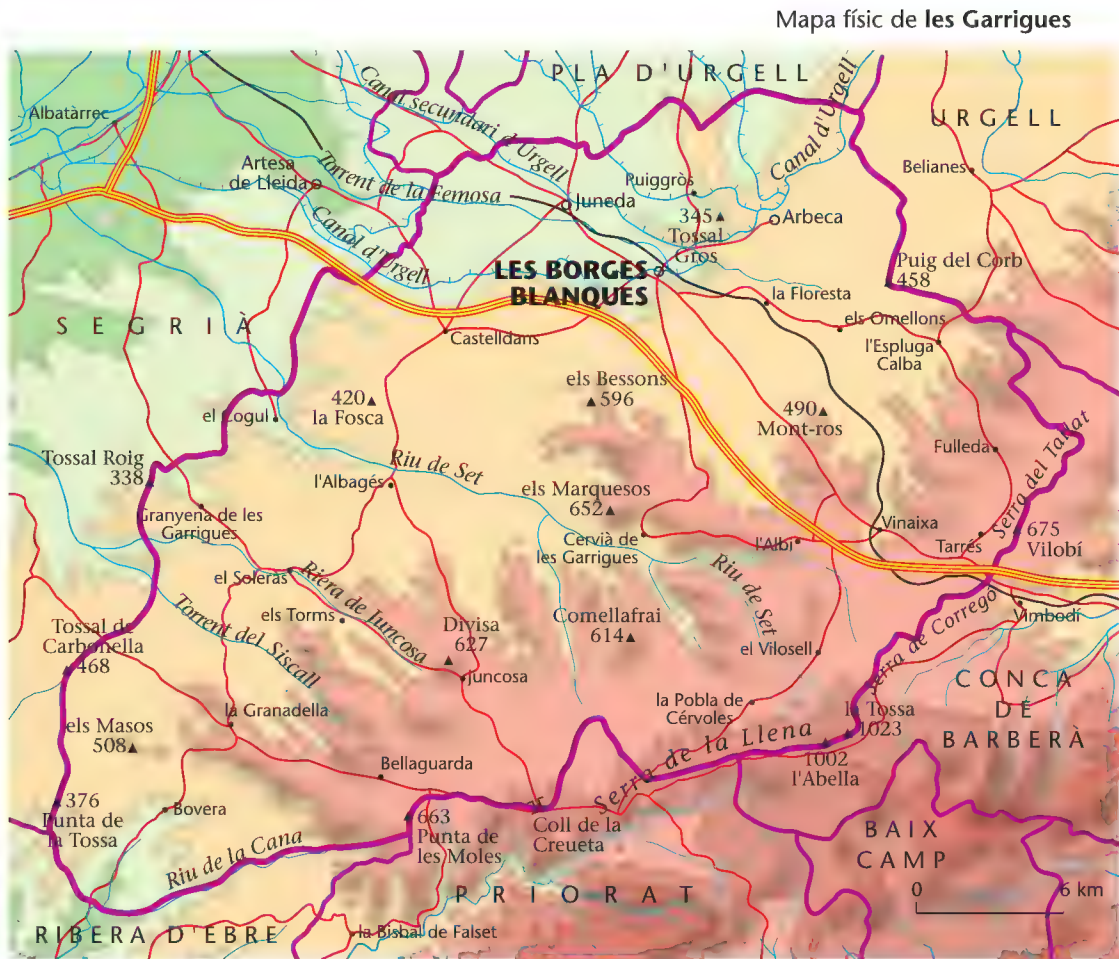 Mapa físic de les Garrigues
PLA D'URGELL
URGELL
Canal secundari d'Urgell
Canal d'Urgell
Albatàrrec
Artesa
de Lleida
Torrent de la Femosa
Belianes
Puiggròs
Juneda
345
Tossal
Gros
Arbeca
Canal d'Urgell
LES BORGES
BLANQUES
Puig del Corb
458
la Floresta
SEGRIÀ
els Omellons
Castelldans
l'Espluga
Calba
els Bessons
596
420
la Fosca
490
Mont-ros
el Cogul
Fulleda
Tossal Roig
338
Riu de Set
l'Albagés
Serra del Tallat
els Marquesos
652
Granyena de les
Garrigues
Cervià de
les Garrigues
l'Albi
Vinaixa
Tarrés
675
Vilobí
el Soleràs
Riera de Juncosa
Riu de Set
Torrent del Siscall
els Torms
Divisa
627
Comellafrai
614
Serra de Corregó
Vimbodí
Tossal de
Carbonella
468
el Vilosell
juncosa
CONCA
DÉ
BARBERÀ
la Pobla de
Cérvoles
la Granadella
els Masos
508
la Tossa
1023
Serra de la Llena
1002
l'Abella
Bellaguarda
376
Punta de
la Tossa
Bovera
663
Punta de
les Moles
Coll de la
Creueta
BAIX
CAMP
Riu de la Cana
PRIORAT
0
6 km
RIBERA D'EBRE
la Bisbal de Falset